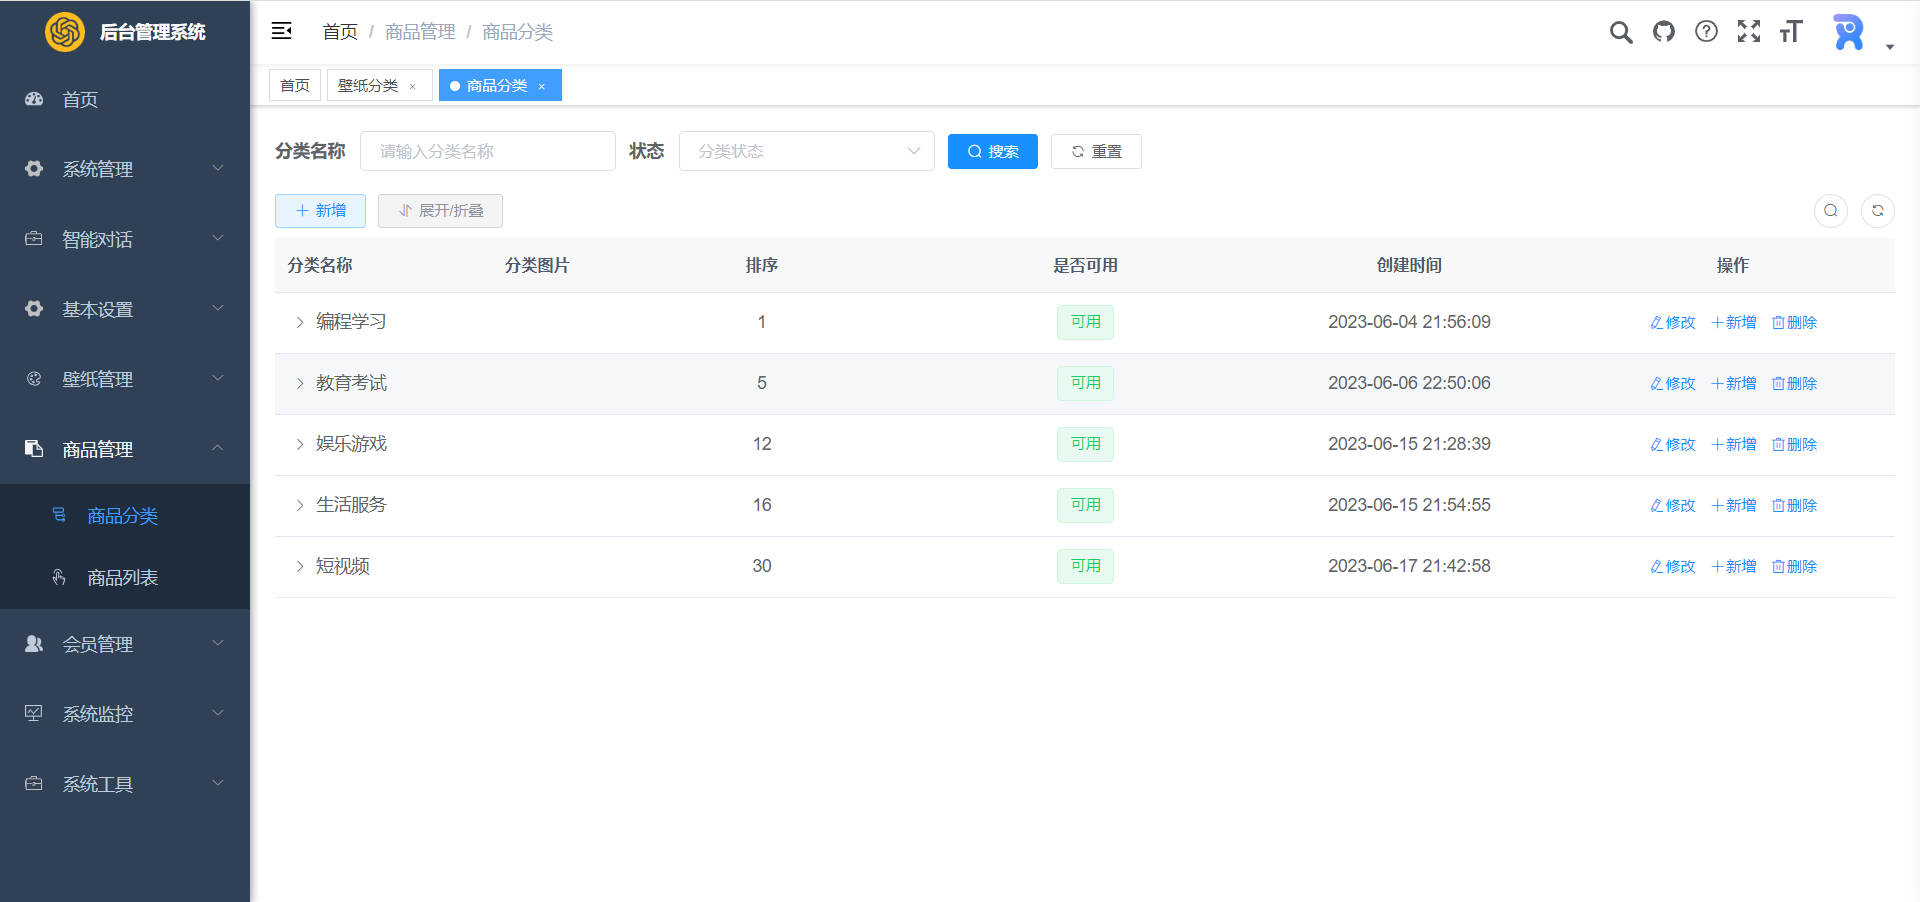 后台管理系统
首页
系统管理
智能对话
基本设置
壁纸管理
商品管理
商品分类
商品列表
会员管理
系统监控
系统工具
首页 / 商品管理 / 商品分类
首页 壁纸分类 × 商品分类 ×
分类名称 请输入分类名称 状态 分类状态 搜索 重置
新增 展开/折叠
分类名称 分类图片 排序 是否可用 创建时间 操作
编程学习 1 可用 2023-06-04 21:56:09 修改 新增 删除
教育考试 5 可用 2023-06-06 22:50:06 修改 新增 删除
娱乐游戏 12 可用 2023-06-15 21:28:39 修改 新增 删除
生活服务 16 可用 2023-06-15 21:54:55 修改 新增 删除
短视频 30 可用 2023-06-17 21:42:58 修改 新增 删除